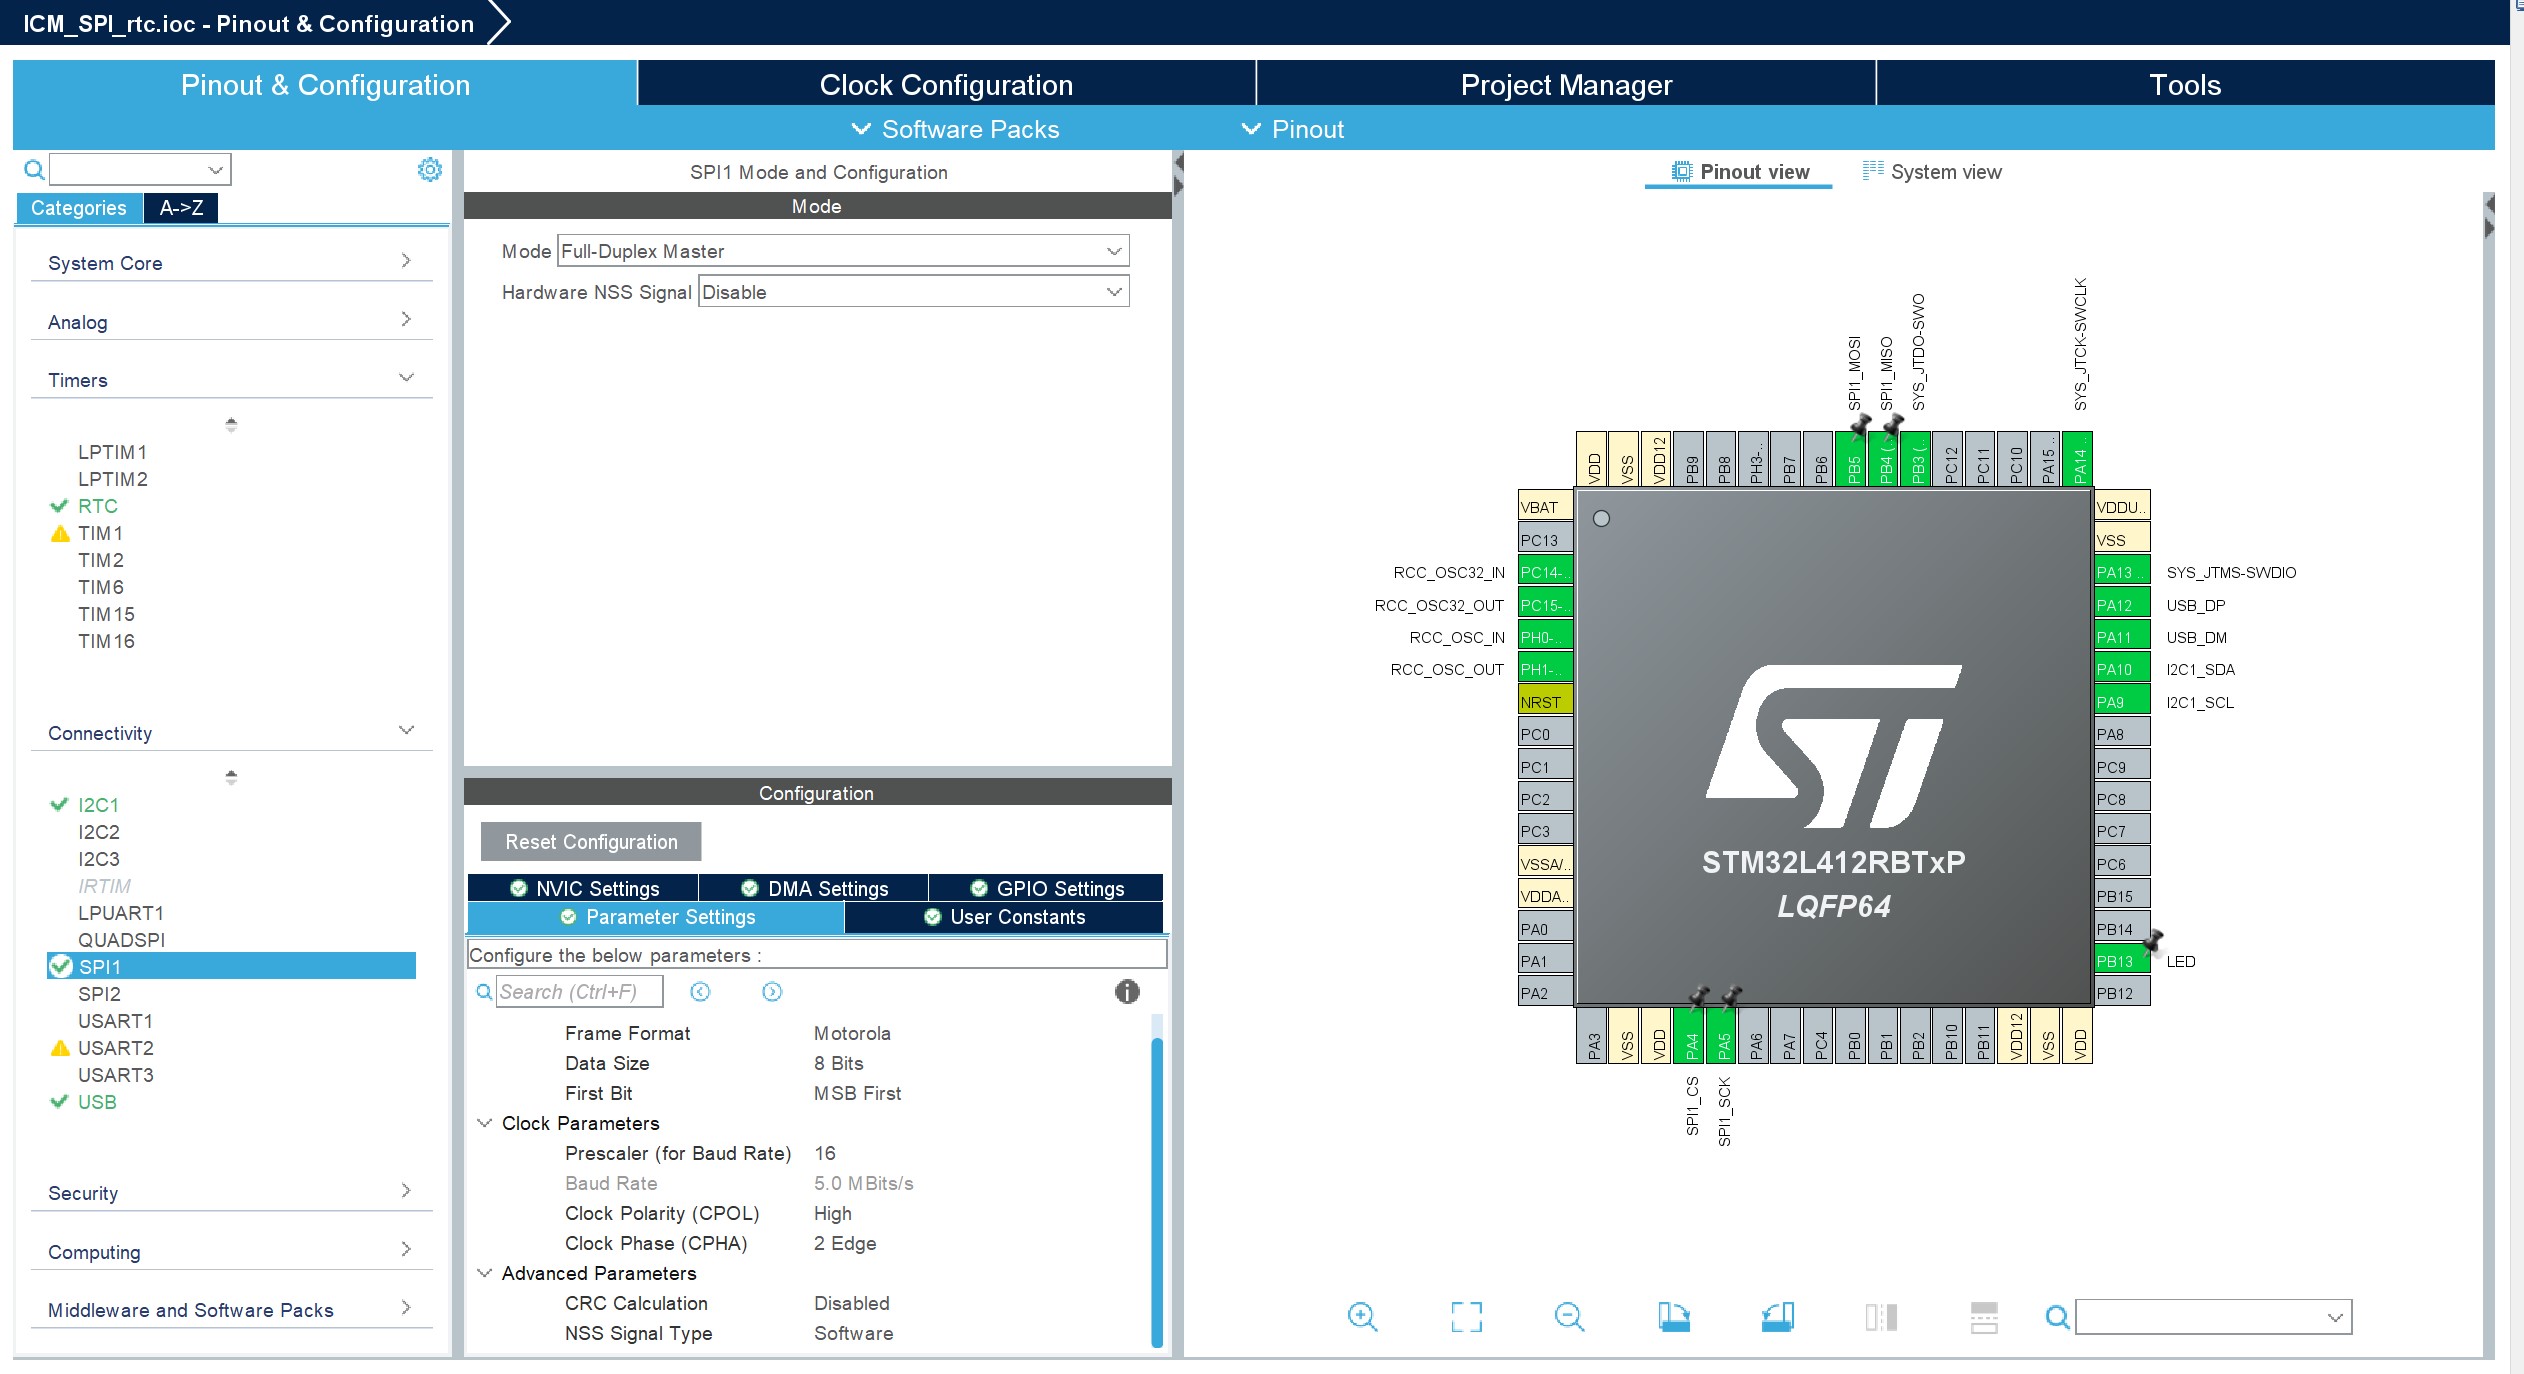 ICM_SPI_rtc.ioc - Pinout & Configuration
Pinout & Configuration
Clock Configuration
Project Manager
Tools
Software Packs
Pinout
Categories
A->Z
System Core
Analog
Timers
LPTIM1
LPTIM2
RTC
TIM1
TIM2
TIM6
TIM15
TIM16
Connectivity
I2C1
I2C2
I2C3
IRTIM
LPUART1
QUADSPI
SPI1
SPI2
USART1
USART2
USART3
USB
Security
Computing
Middleware and Software Packs
SPI1 Mode and Configuration
Mode
Mode Full-Duplex Master
Hardware NSS Signal Disable
Configuration
Reset Configuration
NVIC Settings
DMA Settings
GPIO Settings
Parameter Settings
User Constants
Configure the below parameters :
Search (Ctrl+F)
Frame Format Motorola
Data Size 8 Bits
First Bit MSB First
Clock Parameters
Prescaler (for Baud Rate) 16
Baud Rate 5.0 MBits/s
Clock Polarity (CPOL) High
Clock Phase (CPHA) 2 Edge
Advanced Parameters
CRC Calculation Disabled
NSS Signal Type Software
Pinout view
System view
SPI1_MOSI
SPI1_MISO
SYS_JTDO-SWO
SYS_JTCK-SWCLK
VDD
VSS
VDD12
PB9
PB8
PH3-..
PB7
PB6
PB5
PB4 (..
PB3 (..
PC12
PC11
PC10
PA15 ..
PA14 ..
VBAT
PC13
RCC_OSC32_IN PC14-..
RCC_OSC32_OUT PC15-..
RCC_OSC_IN PH0-..
RCC_OSC_OUT PH1-..
NRST
PC0
PC1
PC2
PC3
VSSA/..
VDDA..
PA0
PA1
PA2
STM32L412RBTxP
LQFP64
VDDU..
VSS
PA13 .. SYS_JTMS-SWDIO
PA12 USB_DP
PA11 USB_DM
PA10 I2C1_SDA
PA9 I2C1_SCL
PA8
PC9
PC8
PC7
PC6
PB15
PB14
PB13 LED
PB12
PA3
VSS
VDD
PA4
PA5
PA6
PA7
PC4
PB0
PB1
PB2
PB10
PB11
VDD12
VSS
VDD
SPI1_CS
SPI1_SCK